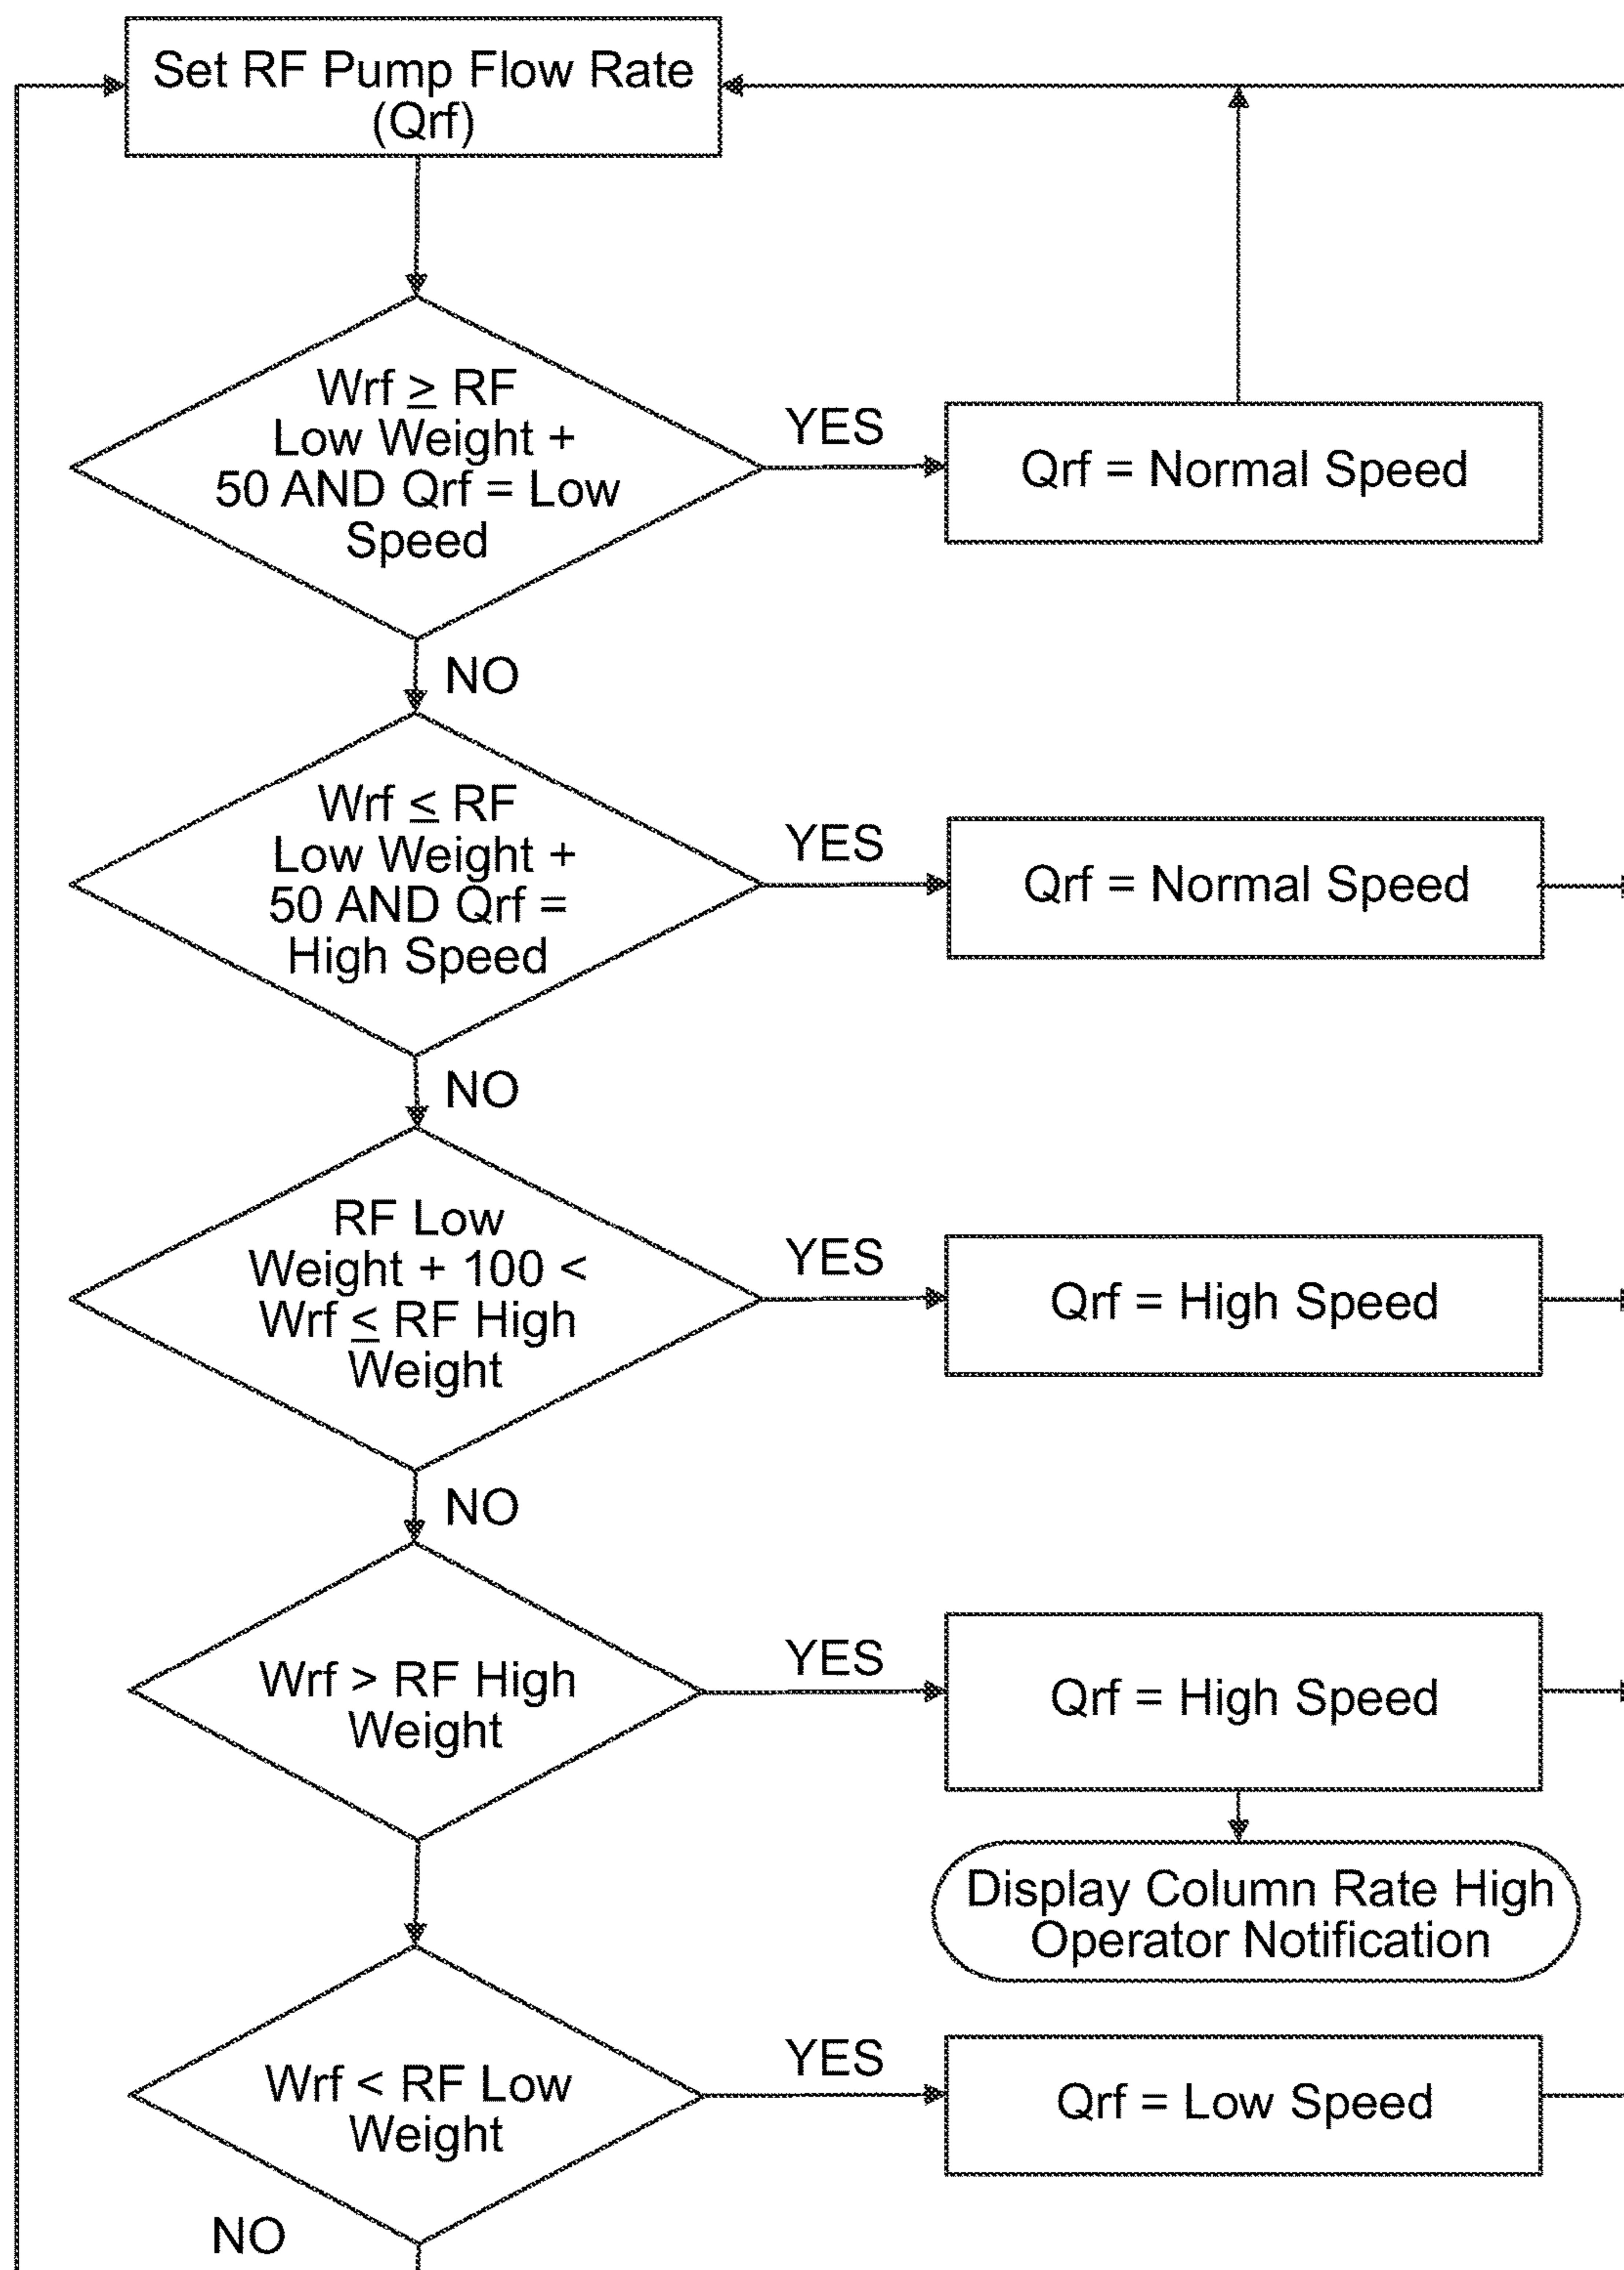 Set RF Pump Flow Rate
(Qrf)
Wrf ≥ RF
Low Weight +
50 AND Qrf = Low
Speed
YES
Qrf = Normal Speed
NO
Wrf ≤ RF
Low Weight +
50 AND Qrf =
High Speed
YES
Qrf = Normal Speed
NO
RF Low
Weight + 100 <
Wrf ≤ RF High
Weight
YES
Qrf = High Speed
NO
Wrf > RF High
Weight
YES
Qrf = High Speed
Display Column Rate High
Operator Notification
Wrf < RF Low
Weight
YES
Qrf = Low Speed
NO